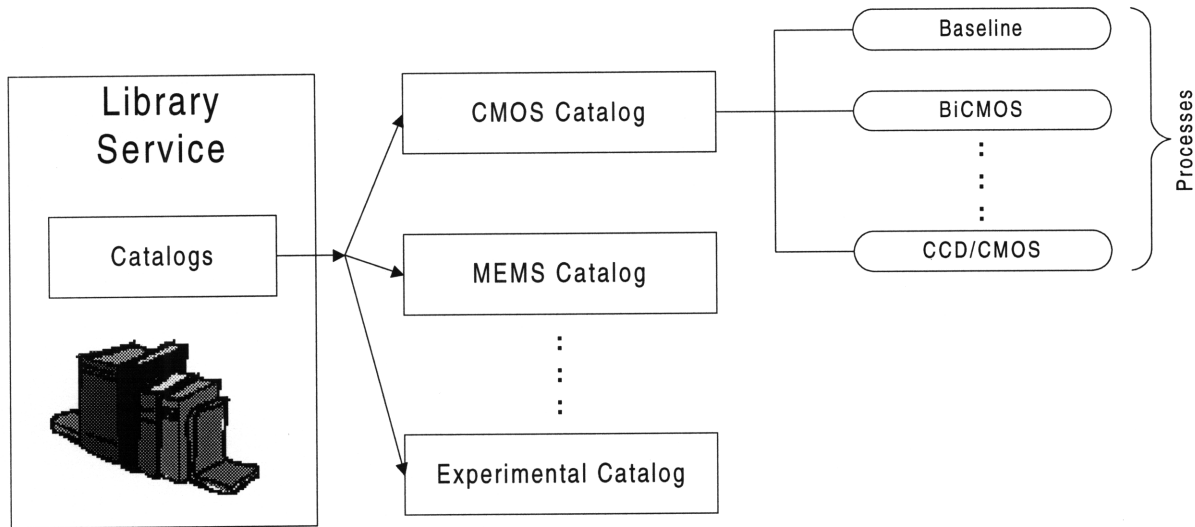 Library
Service
Catalogs
CMOS Catalog
MEMS Catalog
Experimental Catalog
Baseline
BiCMOS
CCD/CMOS
Processes